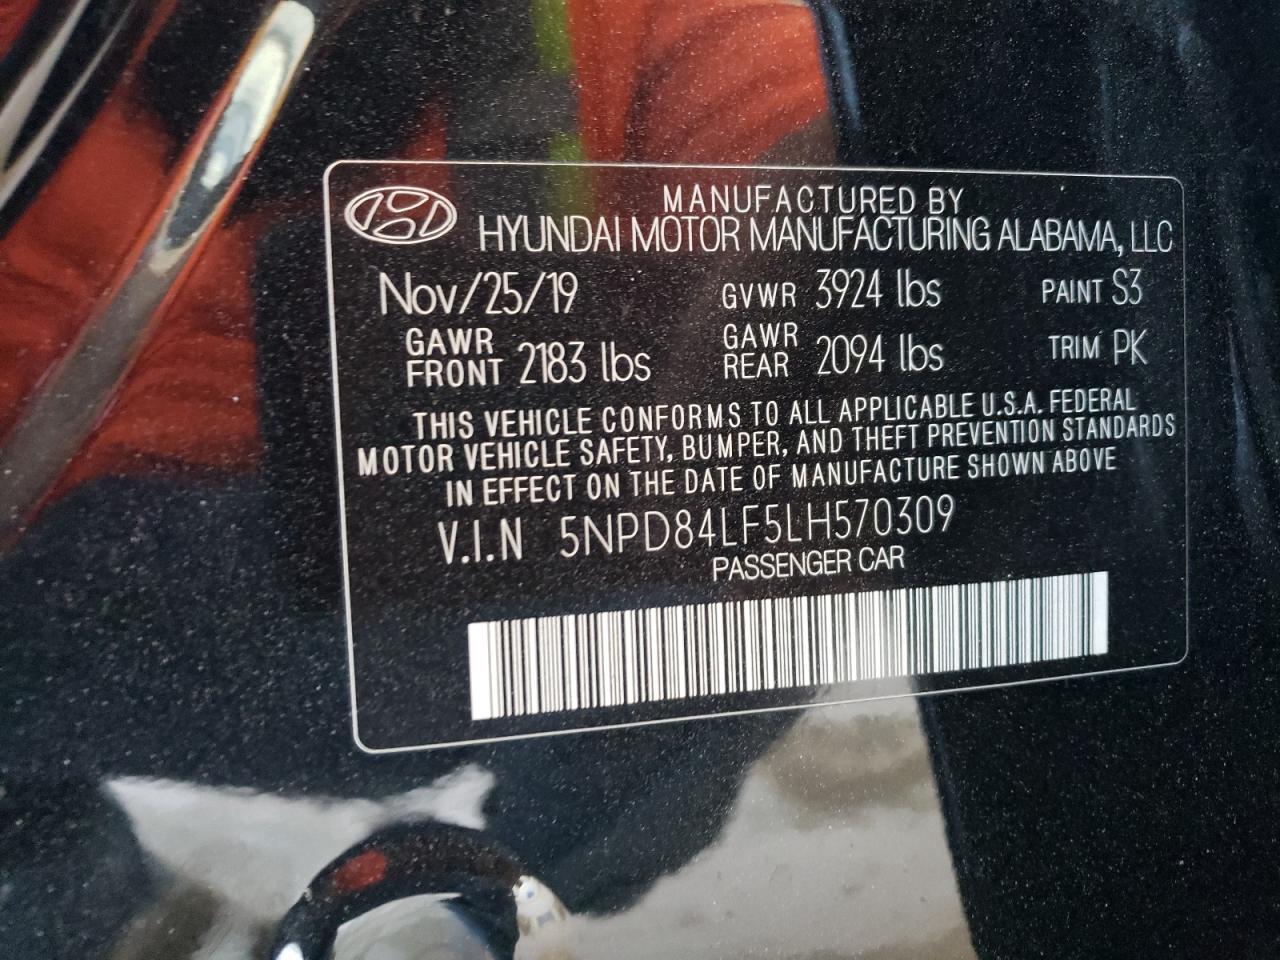 MANUFACTURED BY
HYUNDAI MOTOR MANUFACTURING ALABAMA, LLC
Nov/25/19 GVWR 3924 lbs PAINT S3
GAWR FRONT 2183 lbs GAWR REAR 2094 lbs TRIM PK
THIS VEHICLE CONFORMS TO ALL APPLICABLE U.S.A. FEDERAL
MOTOR VEHICLE SAFETY, BUMPER, AND THEFT PREVENTION STANDARDS
IN EFFECT ON THE DATE OF MANUFACTURE SHOWN ABOVE
V.I.N 5NPD84LF5LH570309
PASSENGER CAR